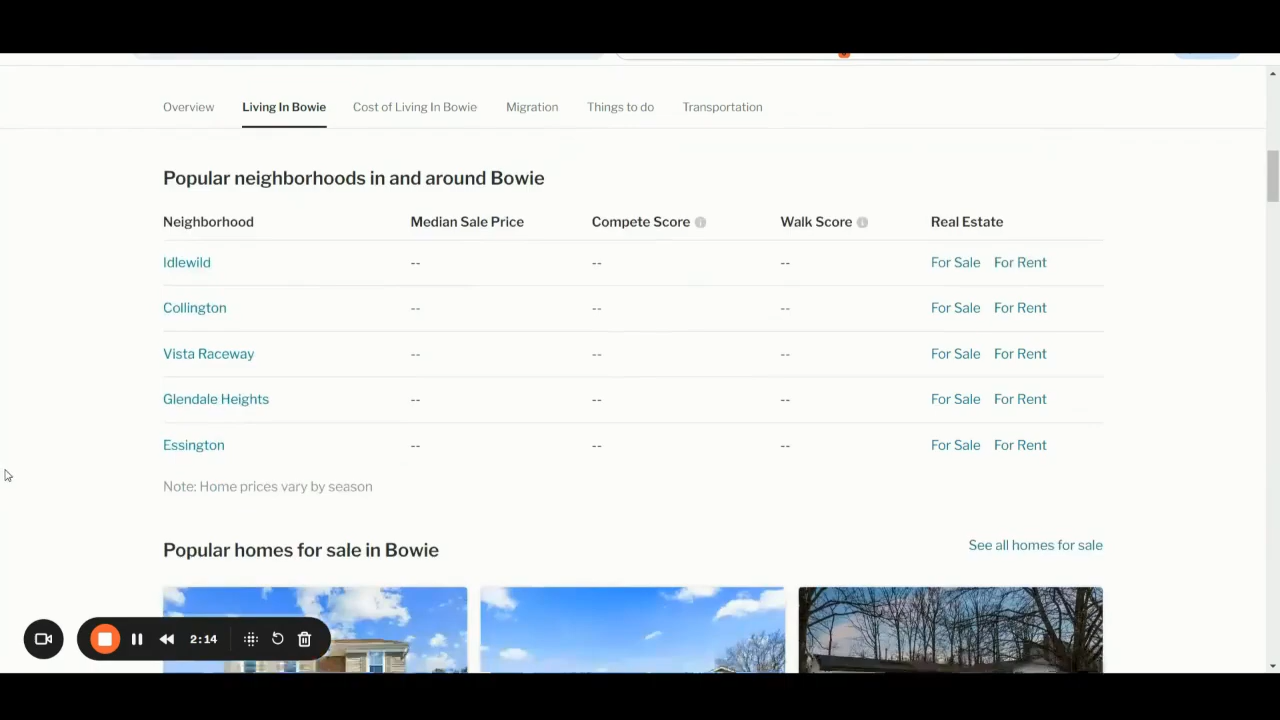 Overview Living In Bowie Cost of Living In Bowie Migration Things to do Transportation
Popular neighborhoods in and around Bowie
Neighborhood Median Sale Price Compete Score Walk Score Real Estate
Idlewild -- -- -- For Sale For Rent
Collington -- -- -- For Sale For Rent
Vista Raceway -- -- -- For Sale For Rent
Glendale Heights -- -- -- For Sale For Rent
Essington -- -- -- For Sale For Rent
Note: Home prices vary by season
Popular homes for sale in Bowie See all homes for sale
2:14